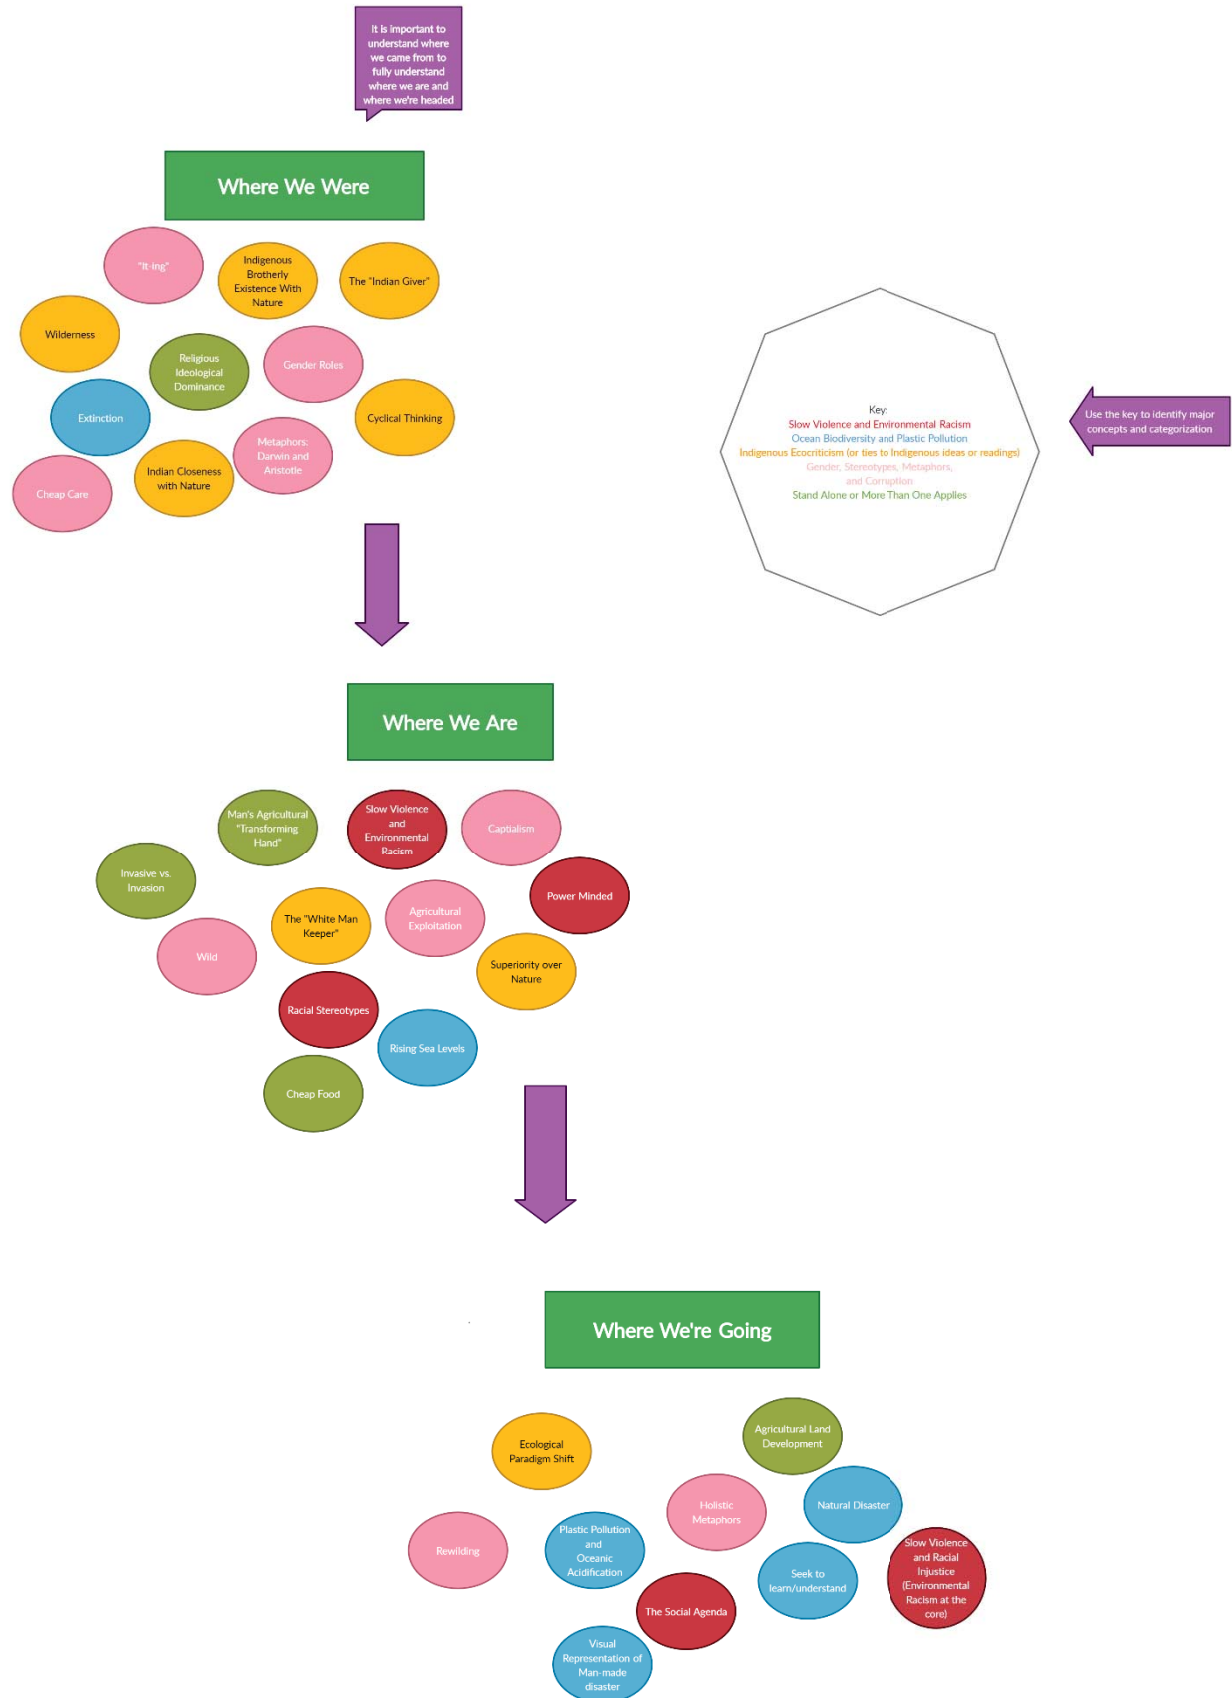 It is important to
understand where
we came from to
fully understand
where we are and
where we're headed
Where We Were
"It-ing"
Indigenous
Brotherly
Existence With
Nature
The "Indian Giver"
Wilderness
Religious
Ideological
Dominance
Gender Roles
Extinction
Cyclical Thinking
Metaphors:
Darwin and
Aristotle
Indian Closeness
with Nature
Cheap Care
Key:
Slow Violence and Environmental Racism
Ocean Biodiversity and Plastic Pollution
Indigenous Ecocriticism (or ties to Indigenous ideas or readings)
Gender, Stereotypes, Metaphors,
and Corruption
Stand Alone or More Than One Applies
Use the key to identify major
concepts and categorization
Where We Are
Man's Agricultural
"Transforming
Hand"
Slow Violence
and
Environmental
Racism
Captialism
Invasive vs.
Invasion
Power Minded
The "White Man
Keeper"
Agricultural
Exploitation
Wild
Superiority over
Nature
Racial Stereotypes
Rising Sea Levels
Cheap Food
Where We're Going
Ecological
Paradigm Shift
Agricultural Land
Development
Holistic
Metaphors
Natural Disaster
Rewilding
Plastic Pollution
and
Oceanic
Acidification
Seek to
learn/understand
Slow Violence
and Racial
Injustice
(Environmental
Racism at the
core)
The Social Agenda
Visual
Representation of
Man-made
disaster